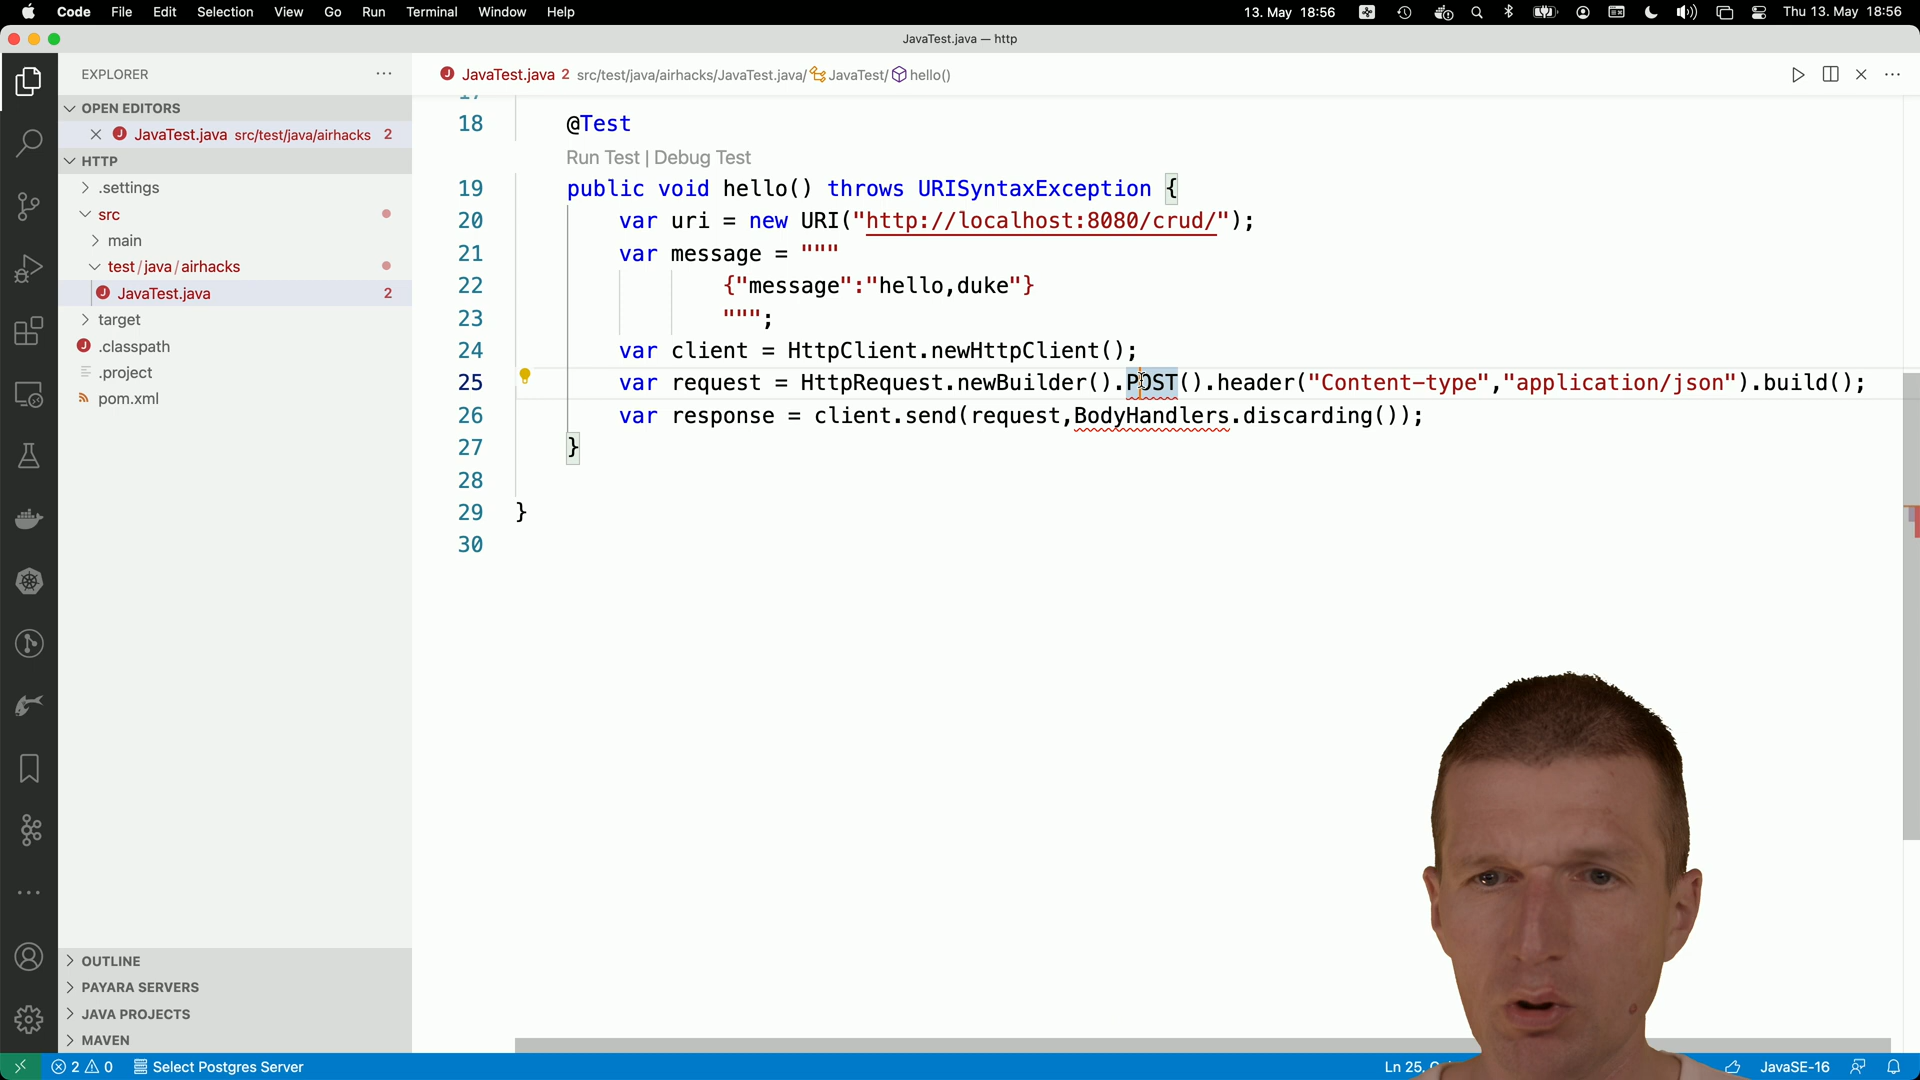 Code File Edit Selection View Go Run Terminal Window Help 13. May 18:56 Thu 13. May 18:56
JavaTest.java — http
EXPLORER
JavaTest.java 2 src/test/java/airhacks/JavaTest.java/ JavaTest/ hello()
OPEN EDITORS
JavaTest.java src/test/java/airhacks 2
HTTP
.settings
src
main
test/java/airhacks
JavaTest.java 2
target
.classpath
.project
pom.xml
OUTLINE
PAYARA SERVERS
JAVA PROJECTS
MAVEN
17
18 @Test
Run Test | Debug Test
19 public void hello() throws URISyntaxException {
20 var uri = new URI("http://localhost:8080/crud/");
21 var message = """
22 {"message":"hello,duke"}
23 """;
24 var client = HttpClient.newHttpClient();
25 var request = HttpRequest.newBuilder().POST().header("Content-type","application/json").build();
26 var response = client.send(request,BodyHandlers.discarding());
27 }
28
29 }
30
2 0 Select Postgres Server Ln 25, JavaSE-16